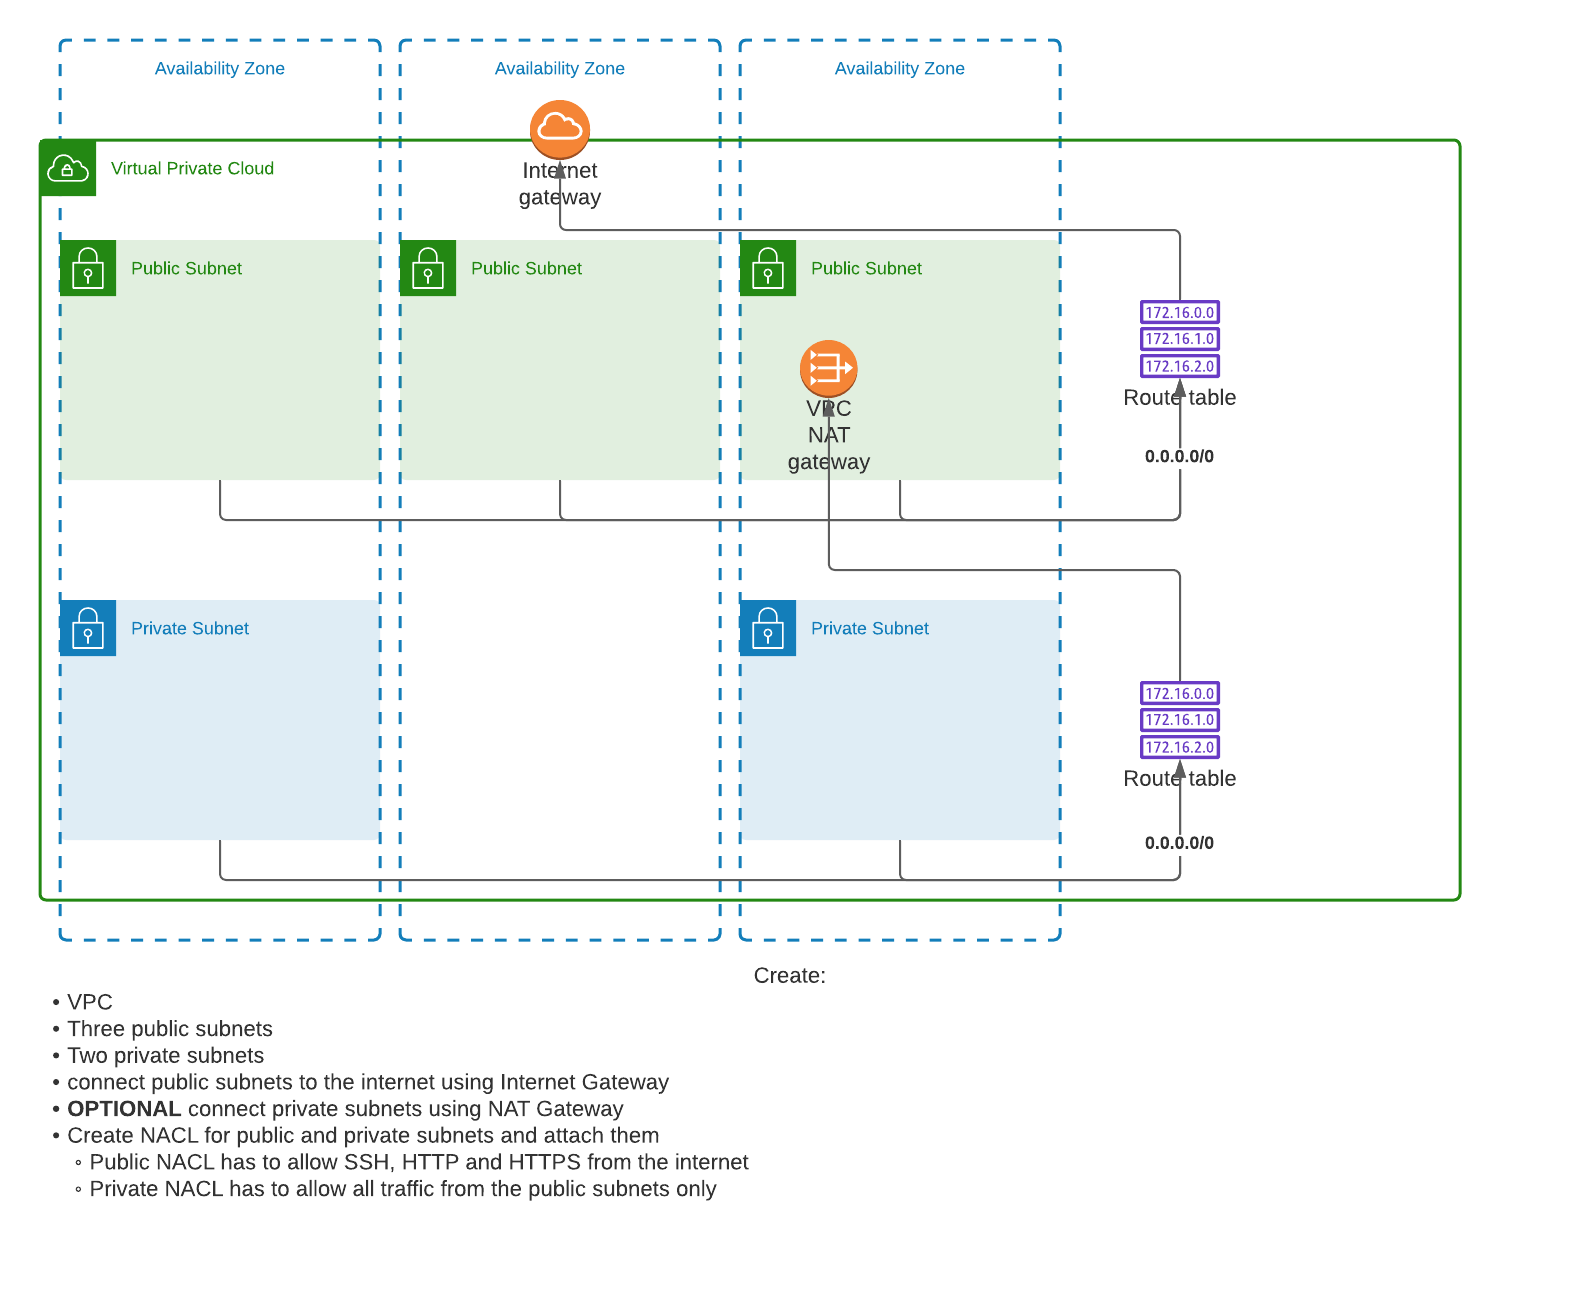 Availability Zone
Availability Zone
Availability Zone
Virtual Private Cloud
Internet
gateway
Public Subnet
Public Subnet
Public Subnet
172.16.0.0
172.16.1.0
172.16.2.0
Route table
VPC
NAT
gateway
0.0.0.0/0
Private Subnet
Private Subnet
172.16.0.0
172.16.1.0
172.16.2.0
Route table
0.0.0.0/0
Create:
• VPC
• Three public subnets
• Two private subnets
• connect public subnets to the internet using Internet Gateway
• OPTIONAL connect private subnets using NAT Gateway
• Create NACL for public and private subnets and attach them
◦ Public NACL has to allow SSH, HTTP and HTTPS from the internet
◦ Private NACL has to allow all traffic from the public subnets only